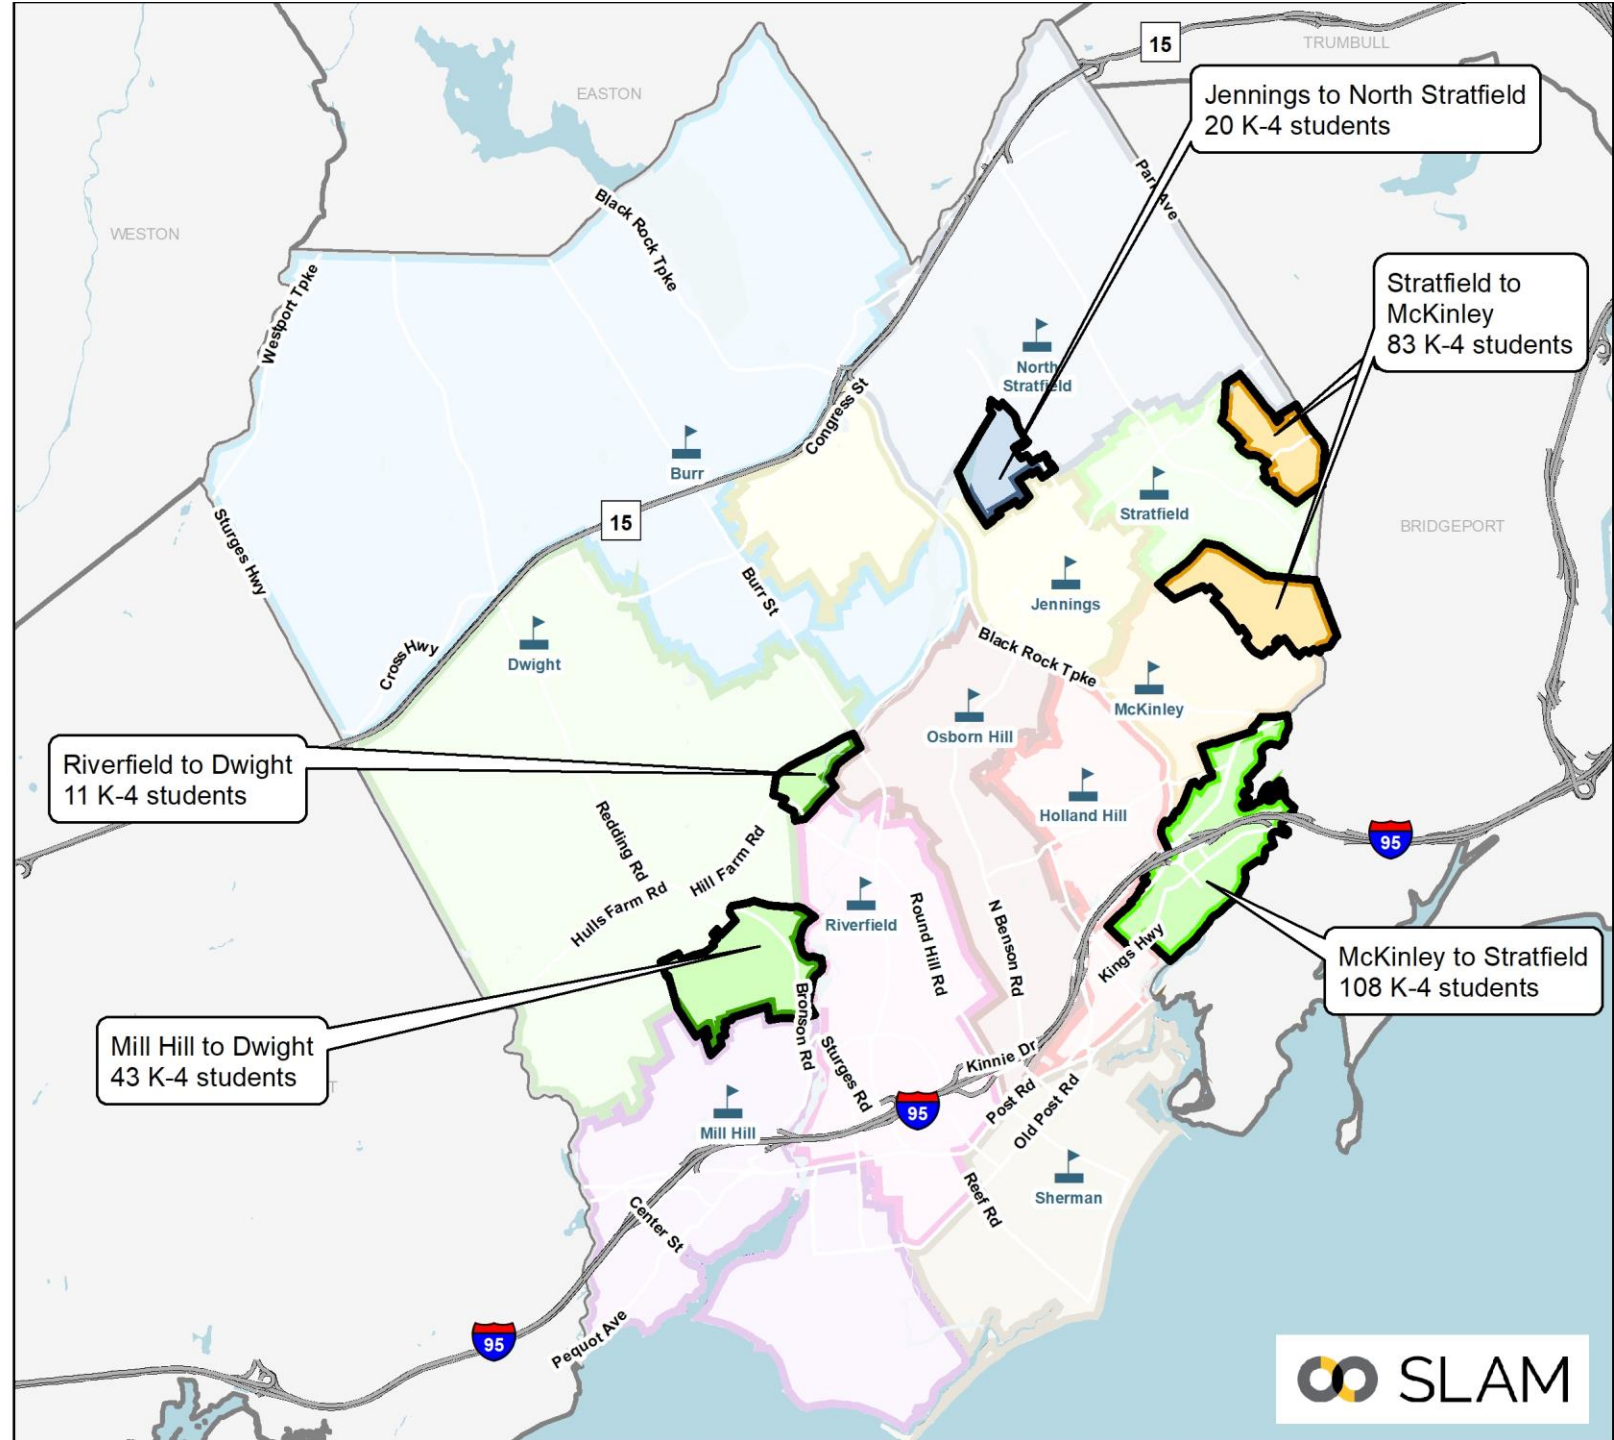 15
TRUMBULL
EASTON
Jennings to North Stratfield
20 K-4 students
Park Ave
Black Rock Tpke
WESTON
Stratfield to
McKinley
83 K-4 students
Westport Tpke
North
Stratfield
Congress St
Burr
Stratfield
15
BRIDGEPORT
Sturges Hwy
Burr St
Jennings
Cross Hwy
Dwight
Black Rock Tpke
McKinley
Osborn Hill
Riverfield to Dwight
11 K-4 students
Holland Hill
95
Redding Rd
Hill Farm Rd
Hulls Farm Rd
Riverfield
Round Hill Rd
N Benson Rd
Kings Hwy
McKinley to Stratfield
108 K-4 students
Mill Hill to Dwight
43 K-4 students
Bronson Rd
Sturges Rd
Kinnie Dr
Post Rd
Old Post Rd
95
Mill Hill
Reef Rd
Sherman
Center St
Pequot Ave
95
SLAM